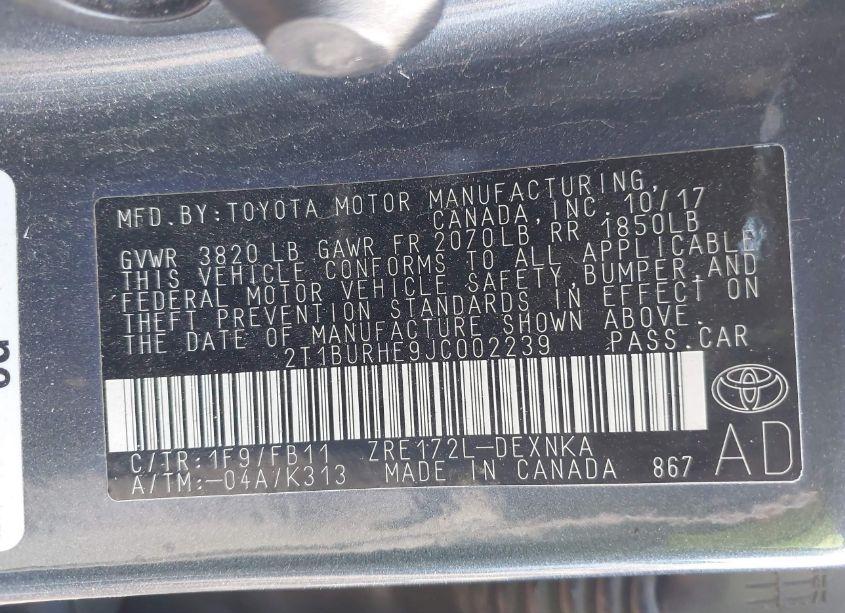 MFD.BY:TOYOTA MOTOR MANUFACTURING,
CANADA,INC. 10/17
GVWR 3820 LB GAWR FR 2070LB RR 1850LB
THIS VEHICLE CONFORMS TO ALL APPLICABLE
FEDERAL MOTOR VEHICLE SAFETY,BUMPER,AND
THEFT PREVENTION STANDARDS IN EFFECT ON
THE DATE OF MANUFACTURE SHOWN ABOVE.
2T1BURHE9JC002239 PASS.CAR
C/TR:1F9/FB11 ZRE172L-DEXNKA
A/TM:-04A/K313 MADE IN CANADA 867
AD